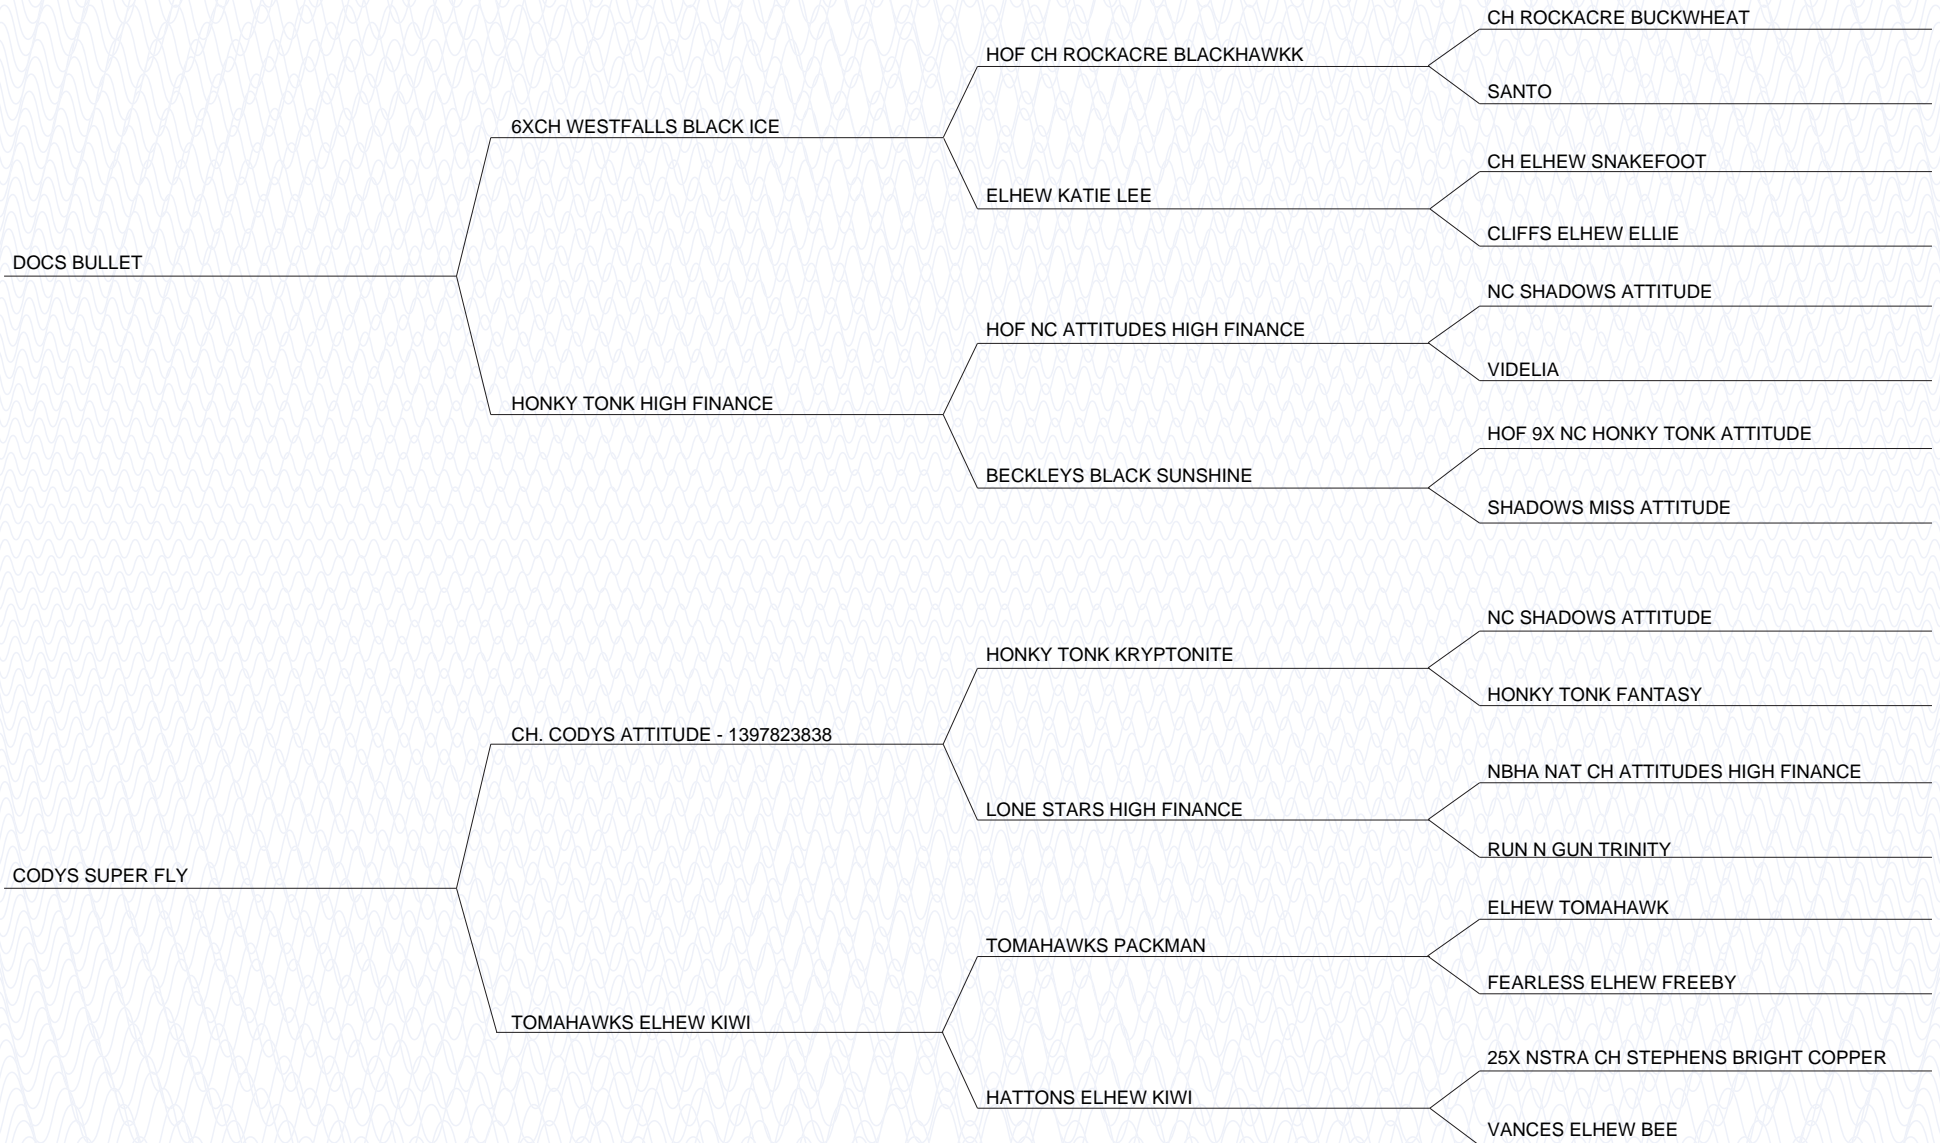 CH ROCKACRE BUCKWHEAT
HOF CH ROCKACRE BLACKHAWKK
SANTO
6XCH WESTFALLS BLACK ICE
CH ELHEW SNAKEFOOT
ELHEW KATIE LEE
CLIFFS ELHEW ELLIE
DOCS BULLET
NC SHADOWS ATTITUDE
HOF NC ATTITUDES HIGH FINANCE
VIDELIA
HONKY TONK HIGH FINANCE
HOF 9X NC HONKY TONK ATTITUDE
BECKLEYS BLACK SUNSHINE
SHADOWS MISS ATTITUDE
NC SHADOWS ATTITUDE
HONKY TONK KRYPTONITE
HONKY TONK FANTASY
CH. CODYS ATTITUDE - 1397823838
NBHA NAT CH ATTITUDES HIGH FINANCE
LONE STARS HIGH FINANCE
RUN N GUN TRINITY
CODYS SUPER FLY
ELHEW TOMAHAWK
TOMAHAWKS PACKMAN
FEARLESS ELHEW FREEBY
TOMAHAWKS ELHEW KIWI
25X NSTRA CH STEPHENS BRIGHT COPPER
HATTONS ELHEW KIWI
VANCES ELHEW BEE